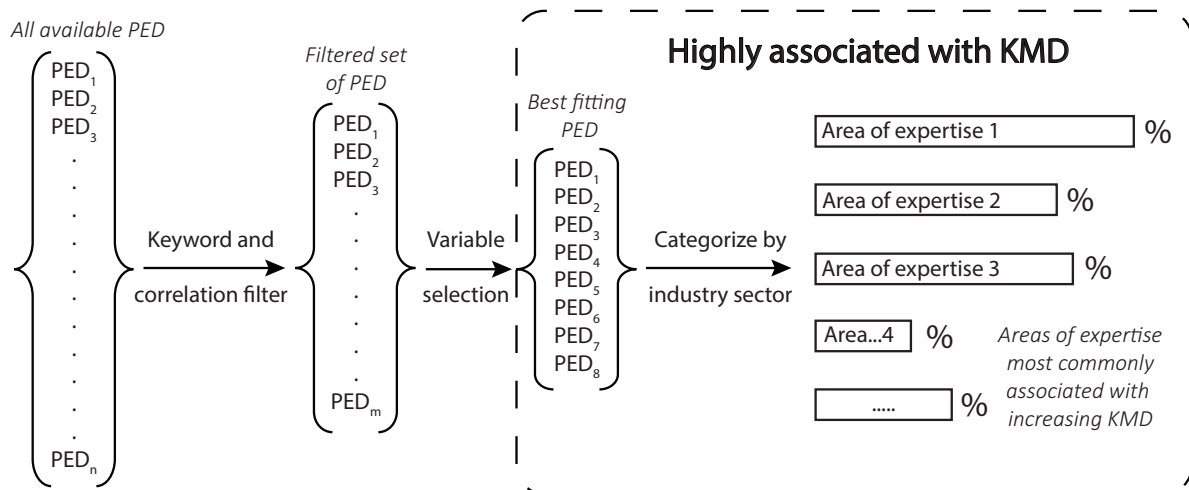 All available PED
PED1
PED2
PED3
.
.
.
.
.
.
.
.
.
.
.
PEDn
Keyword and
correlation filter
Filtered set
of PED
PED1
PED2
PED3
.
.
.
.
.
.
.
PEDm
Variable
selection
Highly associated with KMD
Best fitting
PED
PED1
PED2
PED3
PED4
PED5
PED6
PED7
PED8
Categorize by
industry sector
Area of expertise 1 %
Area of expertise 2 %
Area of expertise 3 %
Area...4 %
..... %
Areas of expertise
most commonly
associated with
increasing KMD